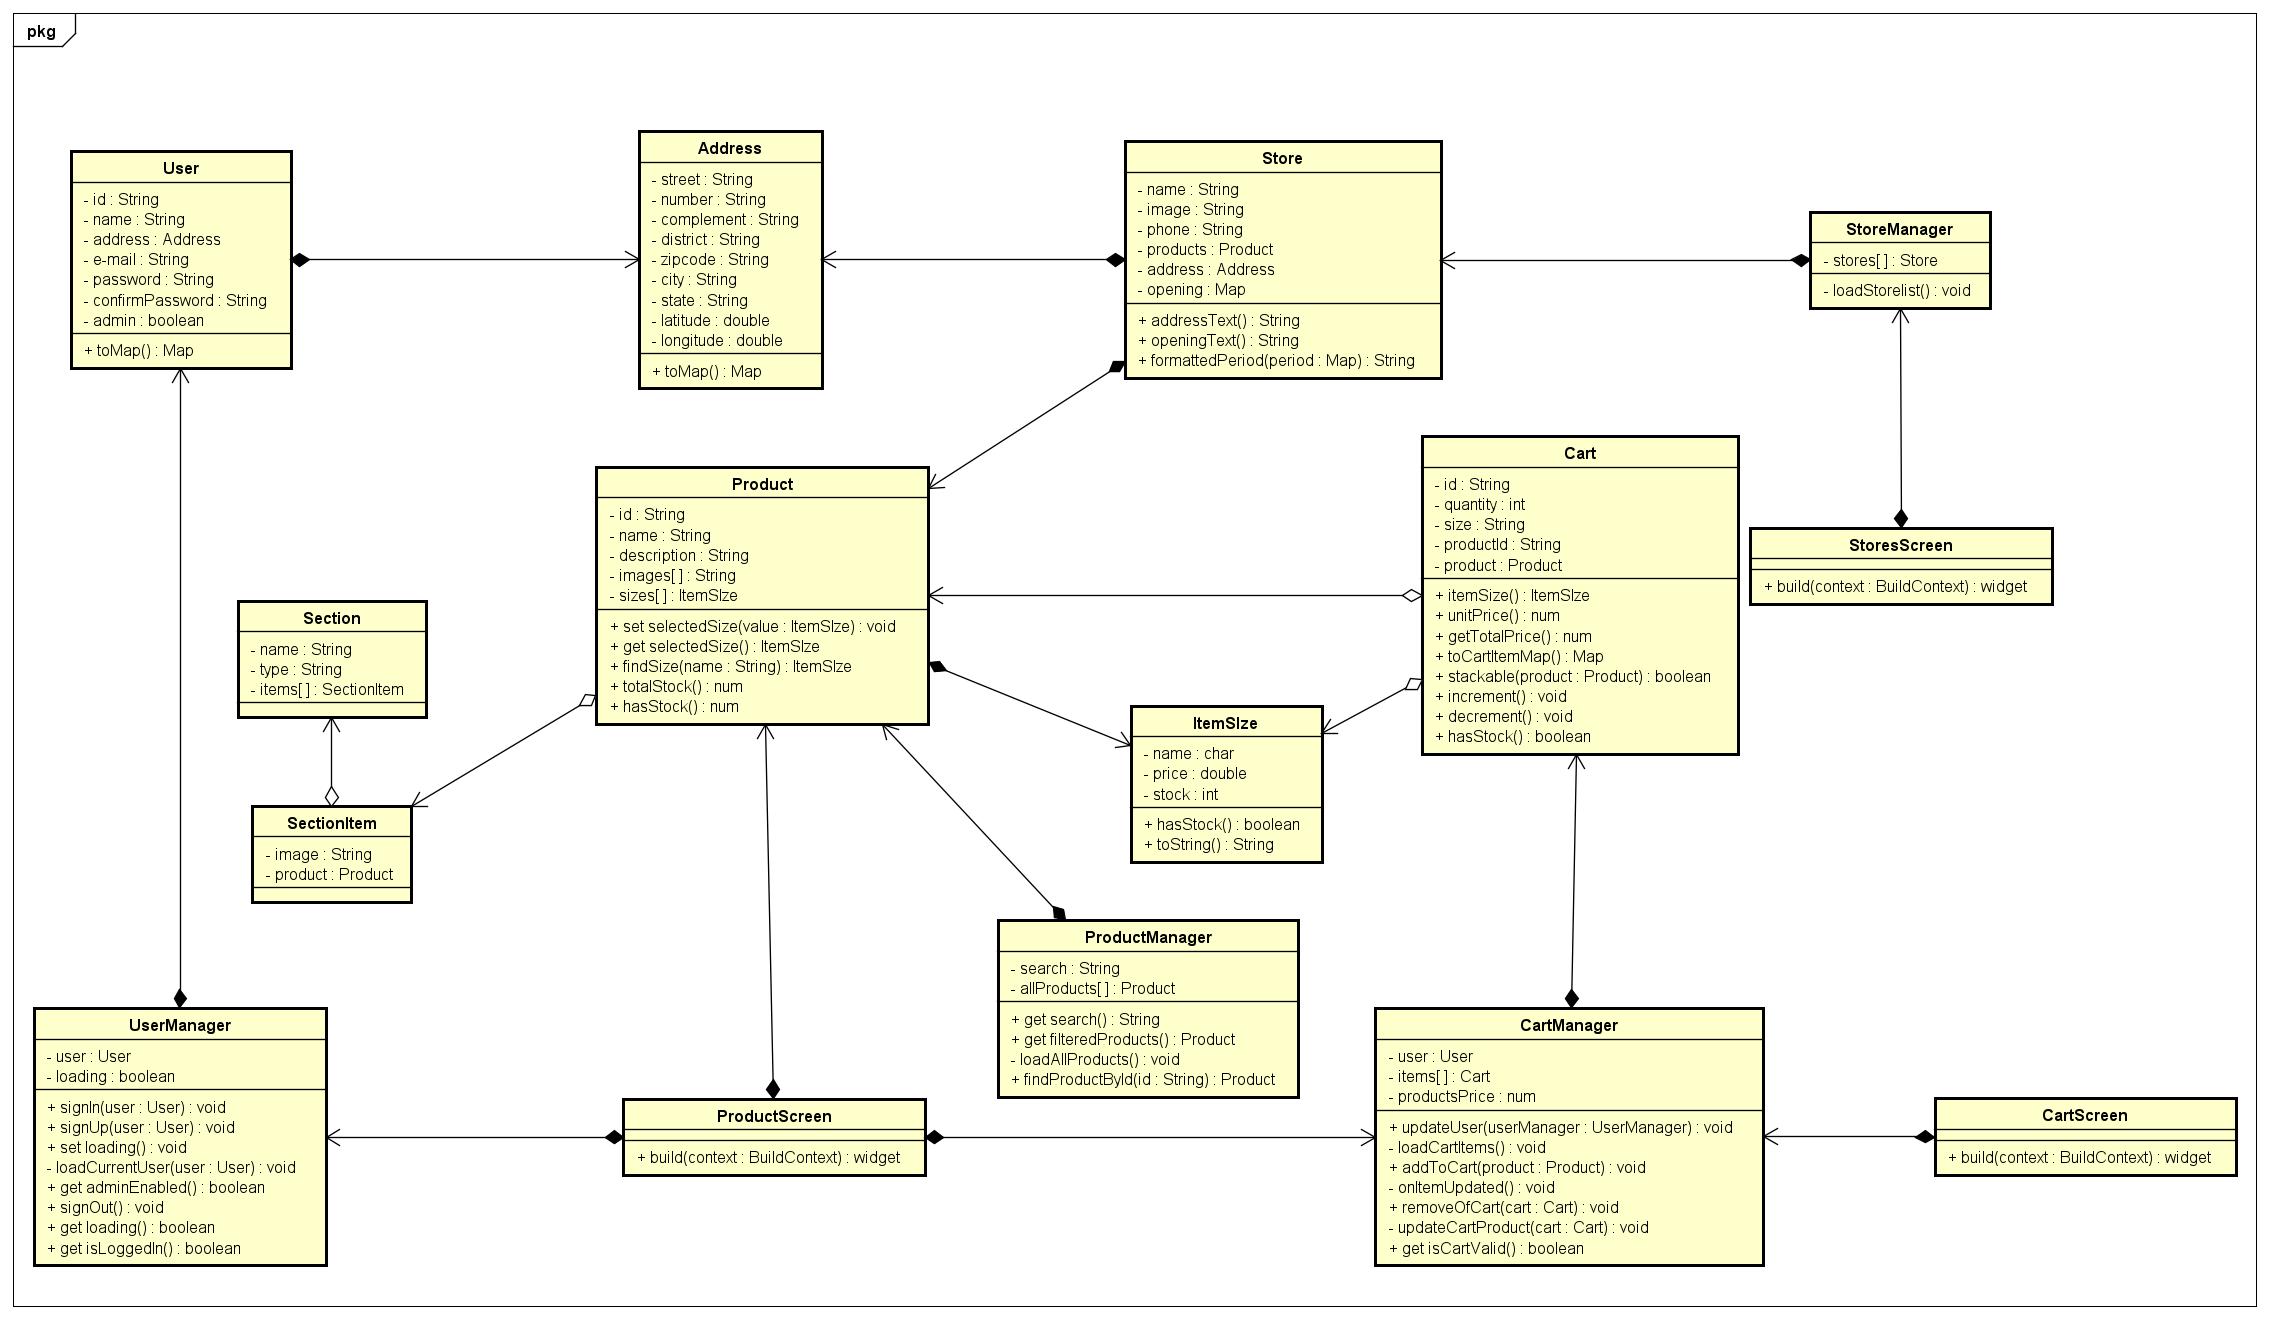 pkg
User
- id : String
- name : String
- address : Address
- e-mail : String
- password : String
- confirmPassword : String
- admin : boolean
+ toMap() : Map
Address
- street : String
- number : String
- complement : String
- district : String
- zipcode : String
- city : String
- state : String
- latitude : double
- longitude : double
+ toMap() : Map
Store
- name : String
- image : String
- phone : String
- products : Product
- address : Address
- opening : Map
+ addressText() : String
+ openingText() : String
+ formattedPeriod(period : Map) : String
StoreManager
- stores[ ] : Store
- loadStorelist() : void
Product
- id : String
- name : String
- description : String
- images[ ] : String
- sizes[ ] : ItemSIze
+ set selectedSize(value : ItemSIze) : void
+ get selectedSize() : ItemSIze
+ findSize(name : String) : ItemSIze
+ totalStock() : num
+ hasStock() : num
Cart
- id : String
- quantity : int
- size : String
- productId : String
- product : Product
+ itemSize() : ItemSIze
+ unitPrice() : num
+ getTotalPrice() : num
+ toCartItemMap() : Map
+ stackable(product : Product) : boolean
+ increment() : void
+ decrement() : void
+ hasStock() : boolean
StoresScreen
+ build(context : BuildContext) : widget
Section
- name : String
- type : String
- items[ ] : SectionItem
ItemSIze
- name : char
- price : double
- stock : int
+ hasStock() : boolean
+ toString() : String
SectionItem
- image : String
- product : Product
ProductManager
- search : String
- allProducts[ ] : Product
+ get search() : String
+ get filteredProducts() : Product
- loadAllProducts() : void
+ findProductById(id : String) : Product
UserManager
- user : User
- loading : boolean
+ signIn(user : User) : void
+ signUp(user : User) : void
+ set loading() : void
- loadCurrentUser(user : User) : void
+ get adminEnabled() : boolean
+ signOut() : void
+ get loading() : boolean
+ get isLoggedIn() : boolean
ProductScreen
+ build(context : BuildContext) : widget
CartManager
- user : User
- items[ ] : Cart
- productsPrice : num
+ updateUser(userManager : UserManager) : void
- loadCartItems() : void
+ addToCart(product : Product) : void
- onItemUpdated() : void
+ removeOfCart(cart : Cart) : void
- updateCartProduct(cart : Cart) : void
+ get isCartValid() : boolean
CartScreen
+ build(context : BuildContext) : widget